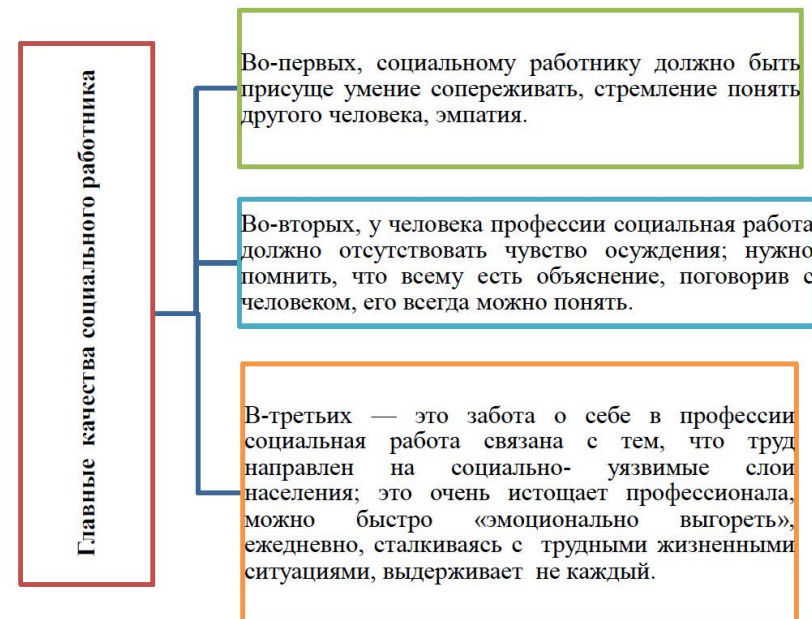 Главные качества социального работника
Во-первых, социальному работнику должно быть
присуще умение сопереживать, стремление понять
другого человека, эмпатия.
Во-вторых, у человека профессии социальная работа
должно отсутствовать чувство осуждения; нужно
помнить, что всему есть объяснение, поговорив с
человеком, его всегда можно понять.
В-третьих — это забота о себе в профессии
социальная работа связана с тем, что труд
направлен на социально- уязвимые слои
населения; это очень истощает профессионала,
можно быстро «эмоционально выгореть»,
ежедневно, сталкиваясь с трудными жизненными
ситуациями, выдерживает не каждый.